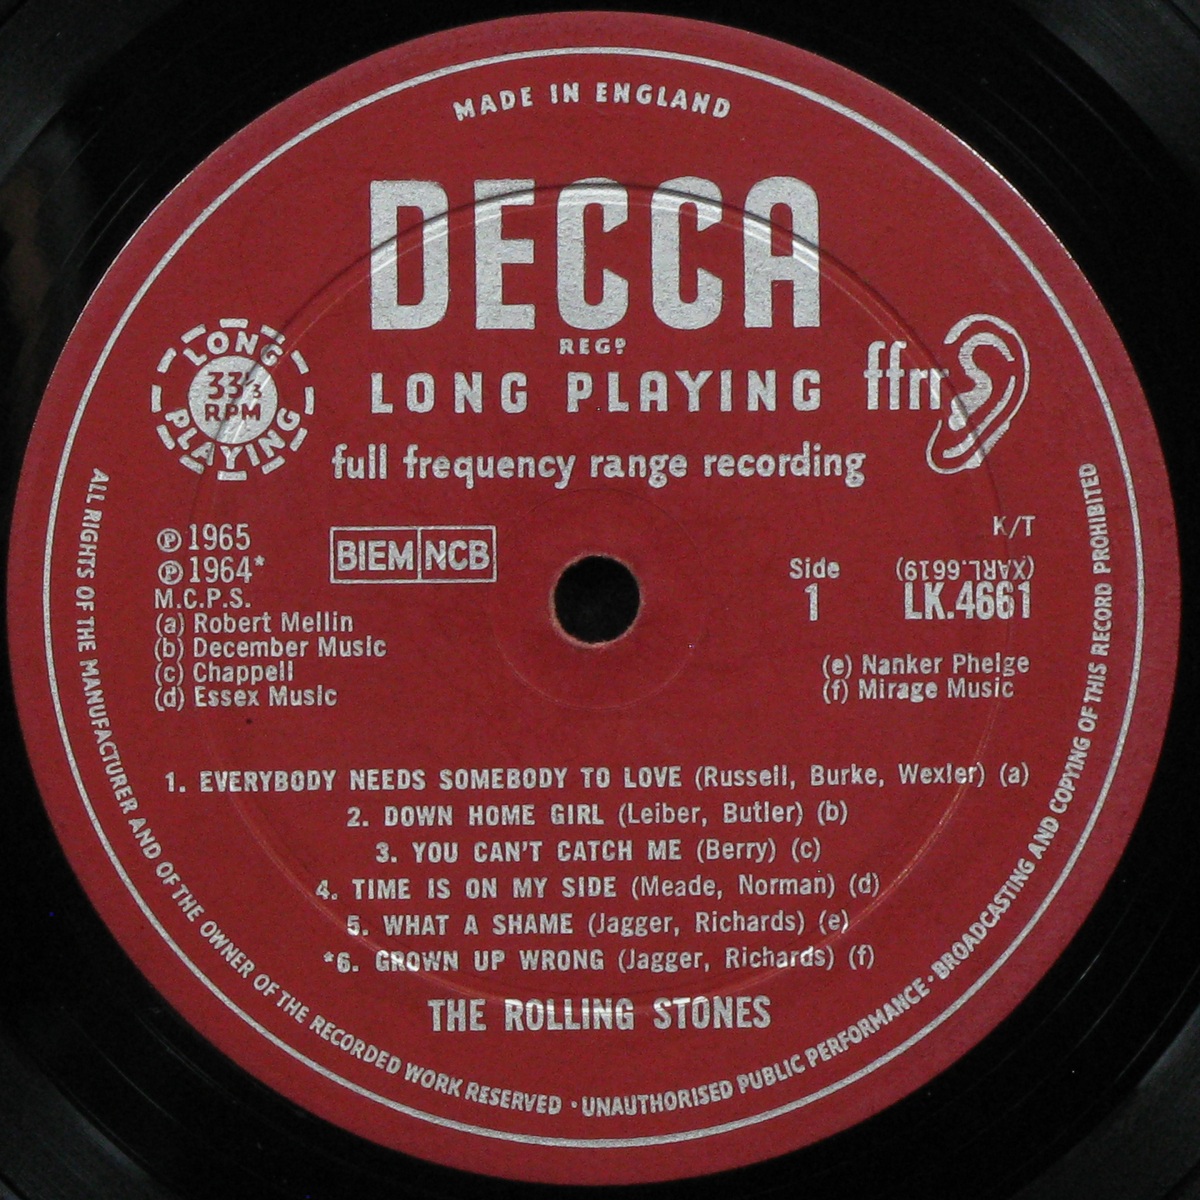 MADE IN ENGLAND
DECCA
REGD
LONG PLAYING
ffrr
LONG
33⅓
RPM
PLAYING
full frequency range recording
Ⓟ 1965
Ⓟ 1964*
M.C.P.S.
(a) Robert Mellin
(b) December Music
(c) Chappell
(d) Essex Music
BIEM NCB
K/T
Side
1
(XARL.6619)
LK.4661
(e) Nanker Phelge
(f) Mirage Music
1. EVERYBODY NEEDS SOMEBODY TO LOVE (Russell, Burke, Wexler) (a)
2. DOWN HOME GIRL (Leiber, Butler) (b)
3. YOU CAN'T CATCH ME (Berry) (c)
4. TIME IS ON MY SIDE (Meade, Norman) (d)
5. WHAT A SHAME (Jagger, Richards) (e)
*6. GROWN UP WRONG (Jagger, Richards) (f)
THE ROLLING STONES
ALL RIGHTS OF THE MANUFACTURER AND OF THE OWNER OF THE RECORDED WORK RESERVED · UNAUTHORISED PUBLIC PERFORMANCE · BROADCASTING AND COPYING OF THIS RECORD PROHIBITED